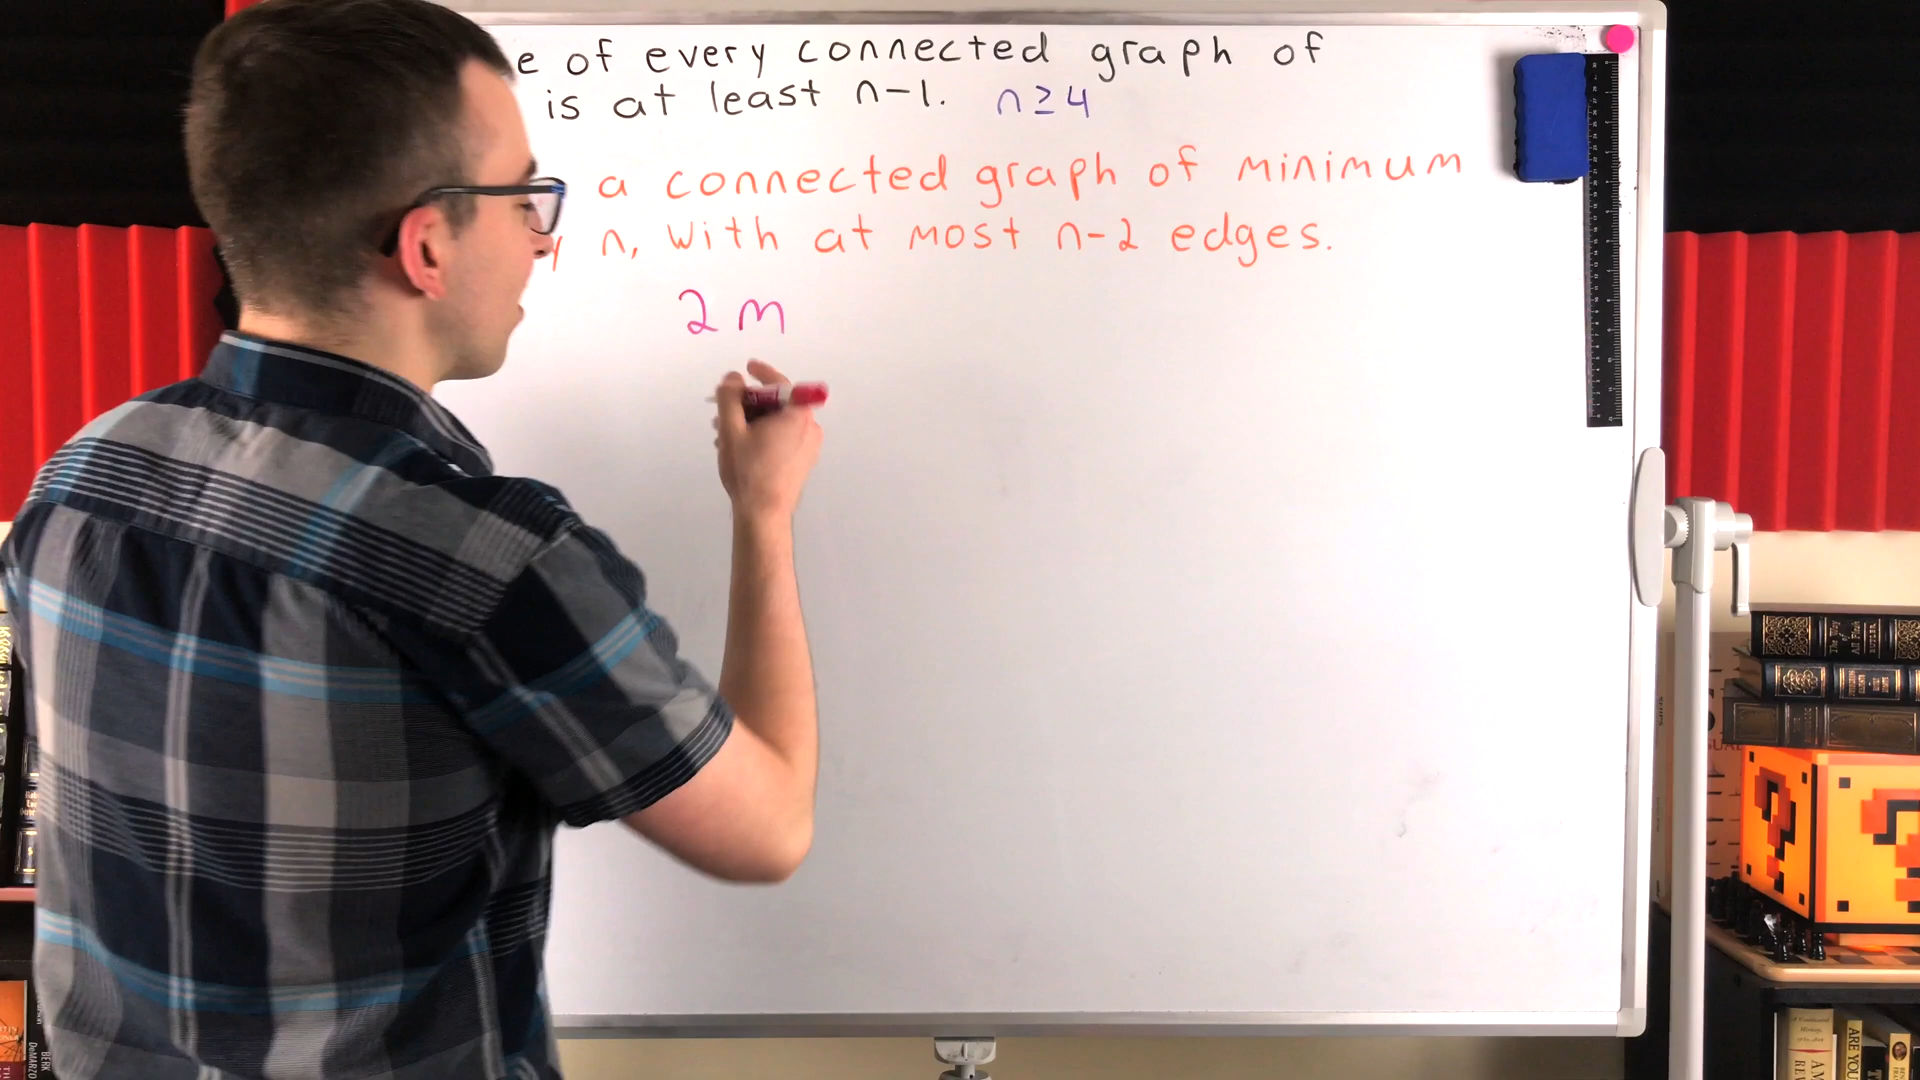 e of every connected graph of
is at least n-1. n≥4
a connected graph of minimum
y n, with at most n-2 edges.
2m